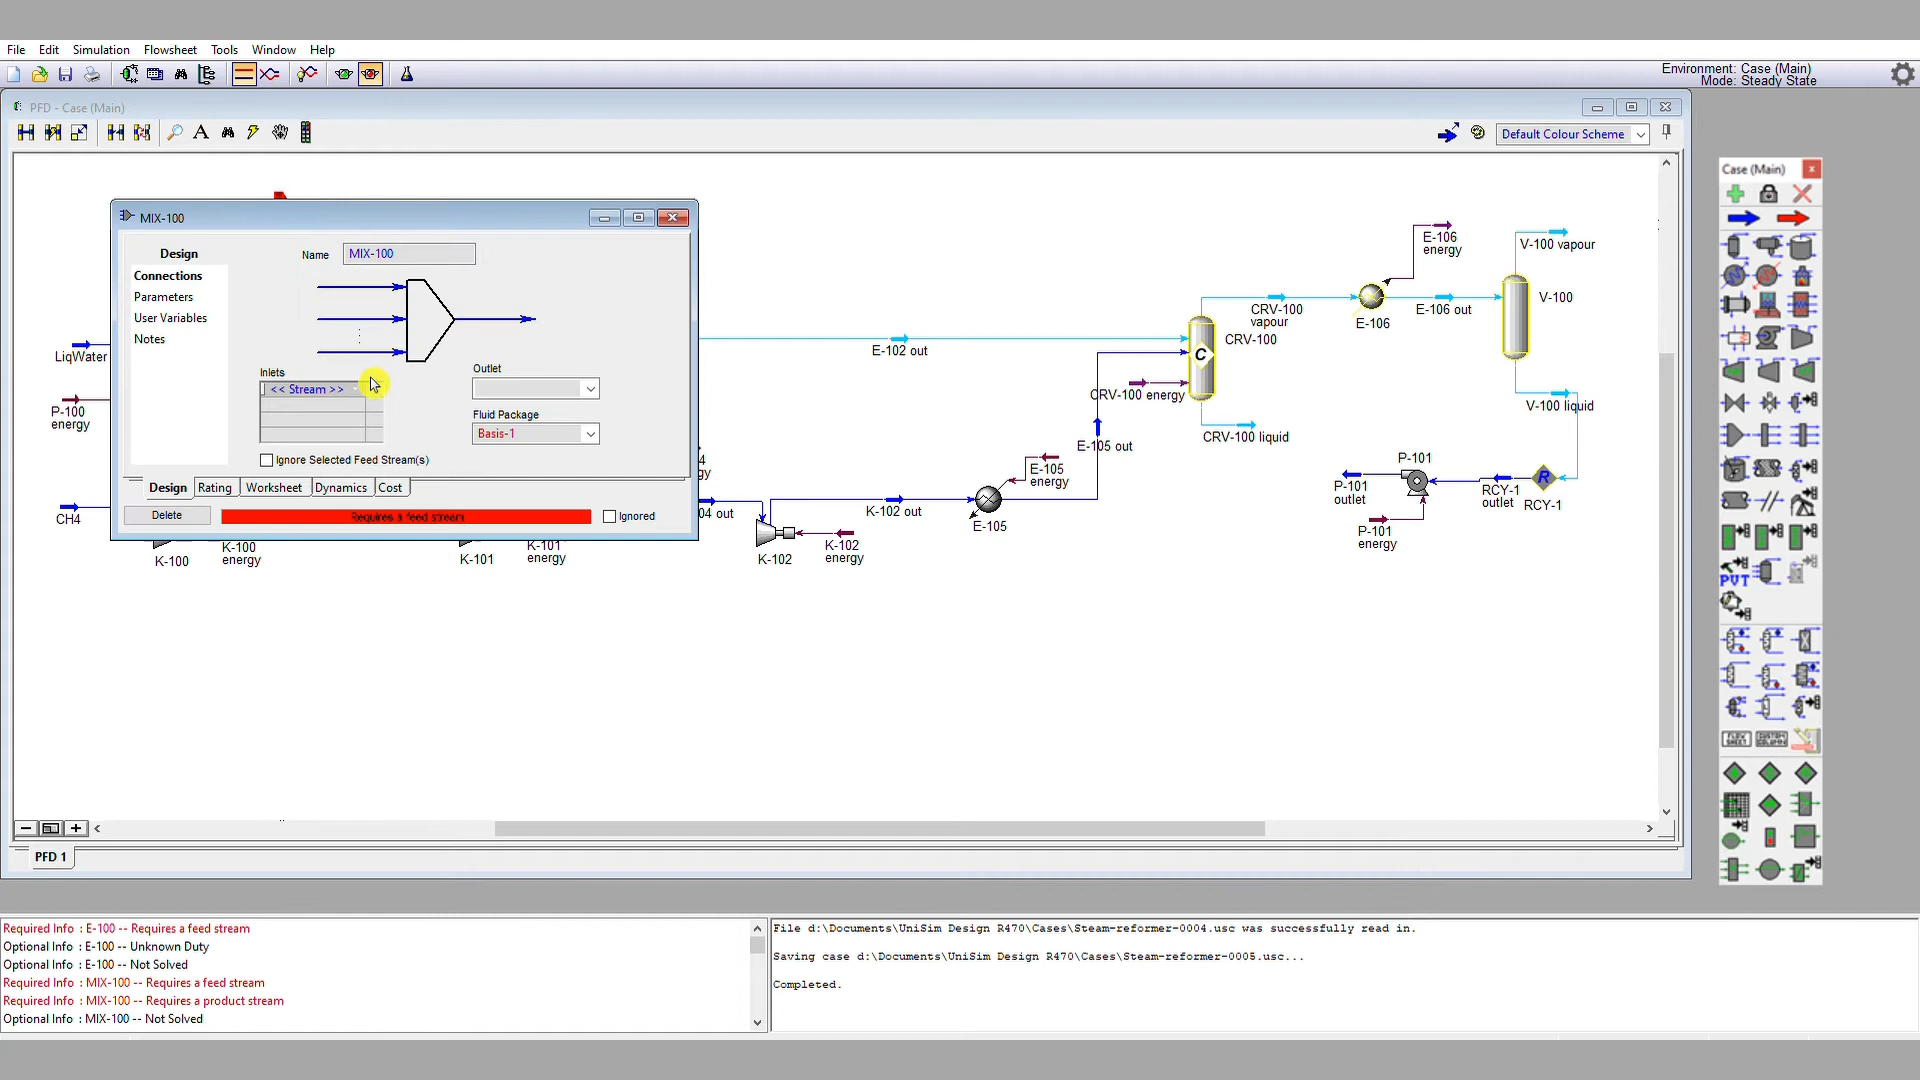 File Edit Simulation Flowsheet Tools Window Help
Environment: Case (Main)
Mode: Steady State
PFD - Case (Main)
A
Default Colour Scheme
Case (Main)
MIX-100
Design
Connections
Parameters
User Variables
Notes
Name
MIX-100
Inlets
<< Stream >>
Outlet
Fluid Package
Basis-1
Ignore Selected Feed Stream(s)
Design Rating Worksheet Dynamics Cost
Delete
Requires a feed stream
Ignored
LiqWater
P-100
energy
CH4
K-100
K-100
energy
K-101
K-101
energy
04 out
K-102
K-102
energy
K-102 out
E-105
E-105
energy
E-105 out
E-102 out
CRV-100 energy
C
CRV-100
CRV-100 liquid
CRV-100
vapour
E-106
E-106
energy
E-106 out
V-100 vapour
V-100
V-100 liquid
P-101
P-101
outlet
P-101
energy
RCY-1
outlet
R
RCY-1
PVT
FLOW
SHEET
CUSTOM
COLUMN
PFD 1
Required Info : E-100 -- Requires a feed stream
Optional Info : E-100 -- Unknown Duty
Optional Info : E-100 -- Not Solved
Required Info : MIX-100 -- Requires a feed stream
Required Info : MIX-100 -- Requires a product stream
Optional Info : MIX-100 -- Not Solved
File d:\Documents\UniSim Design R470\Cases\Steam-reformer-0004.usc was successfully read in.
Saving case d:\Documents\UniSim Design R470\Cases\Steam-reformer-0005.usc...
Completed.